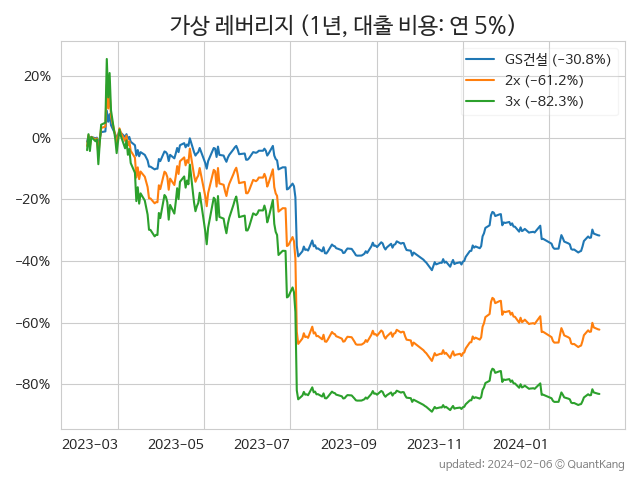 가상 레버리지 (1년, 대출 비용: 연 5%)
GS건설 (−30.8%)
2x (−61.2%)
3x (−82.3%)
20%
0%
−20%
−40%
−60%
−80%
2023-03 2023-05 2023-07 2023-09 2023-11 2024-01
updated: 2024-02-06 © QuantKang